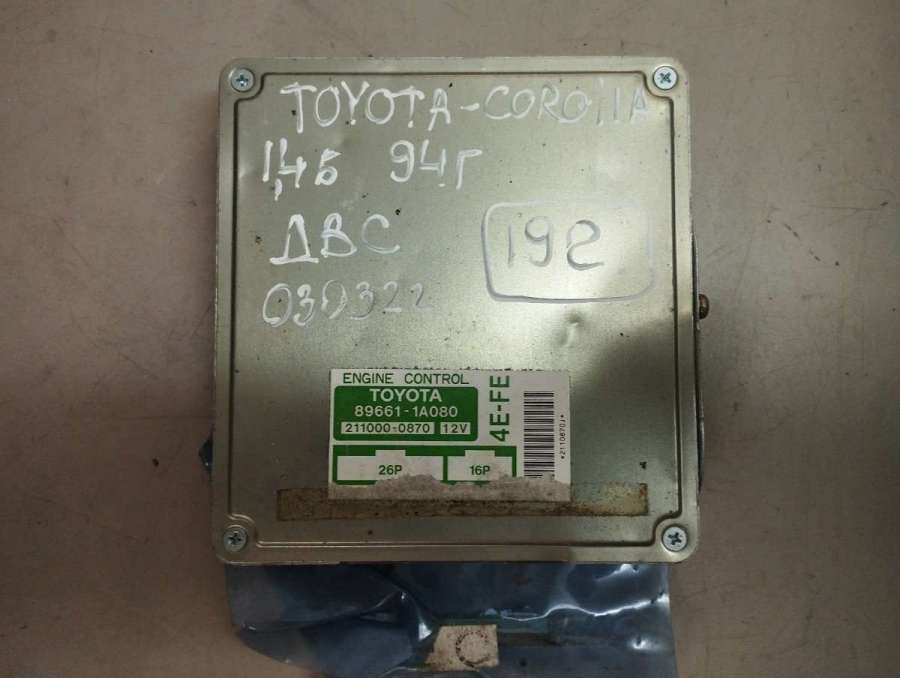 TOYOTA-COROllA
1,4Б 94г
ДВС
192
030322
ENGINE CONTROL
TOYOTA
89661-1A080
211000-0870 12V
4E-FE
26P
16P
*2110870J*